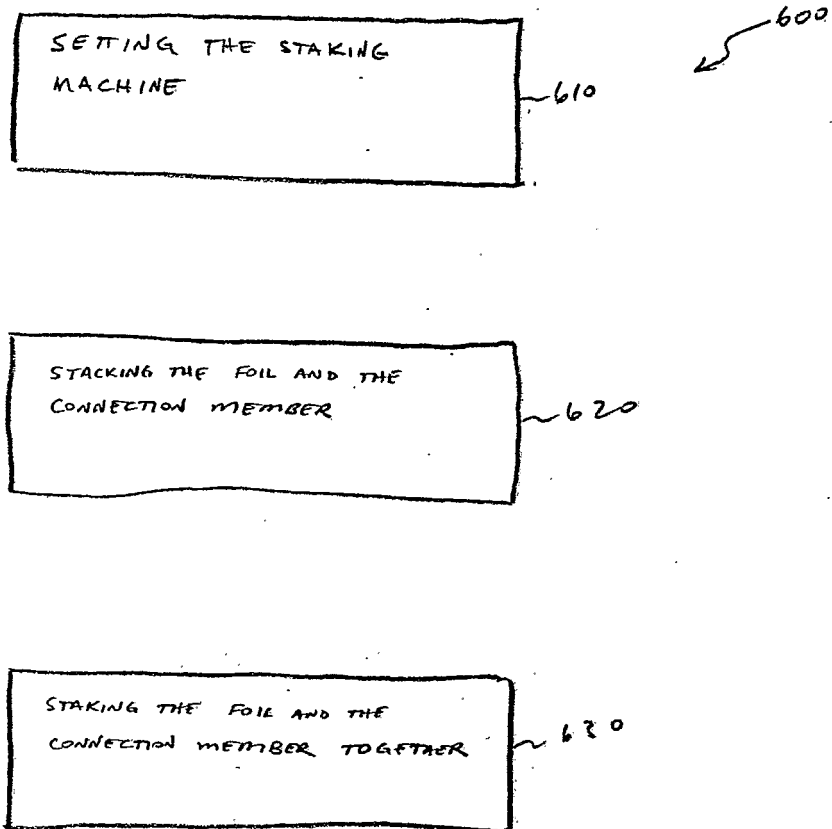 600
SETTING THE STAKING
MACHINE
610
STACKING THE FOIL AND THE
CONNECTION MEMBER
620
STAKING THE FOIL AND THE
CONNECTION MEMBER TOGETHER
630